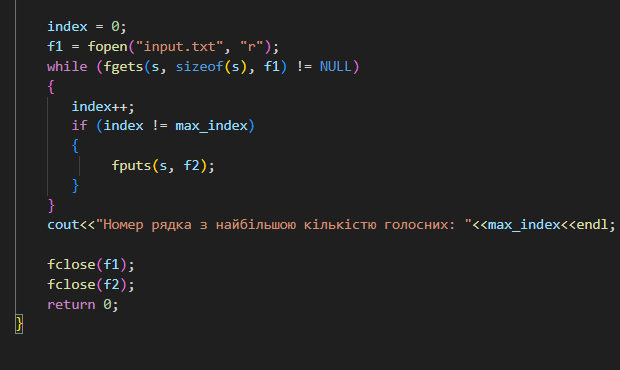 index = 0;
f1 = fopen("input.txt", "r");
while (fgets(s, sizeof(s), f1) != NULL)
{
index++;
if (index != max_index)
{
fputs(s, f2);
}
}
cout<<"Номер рядка з найбільшою кількістю голосних: "<<max_index<<endl;
fclose(f1);
fclose(f2);
return 0;
}